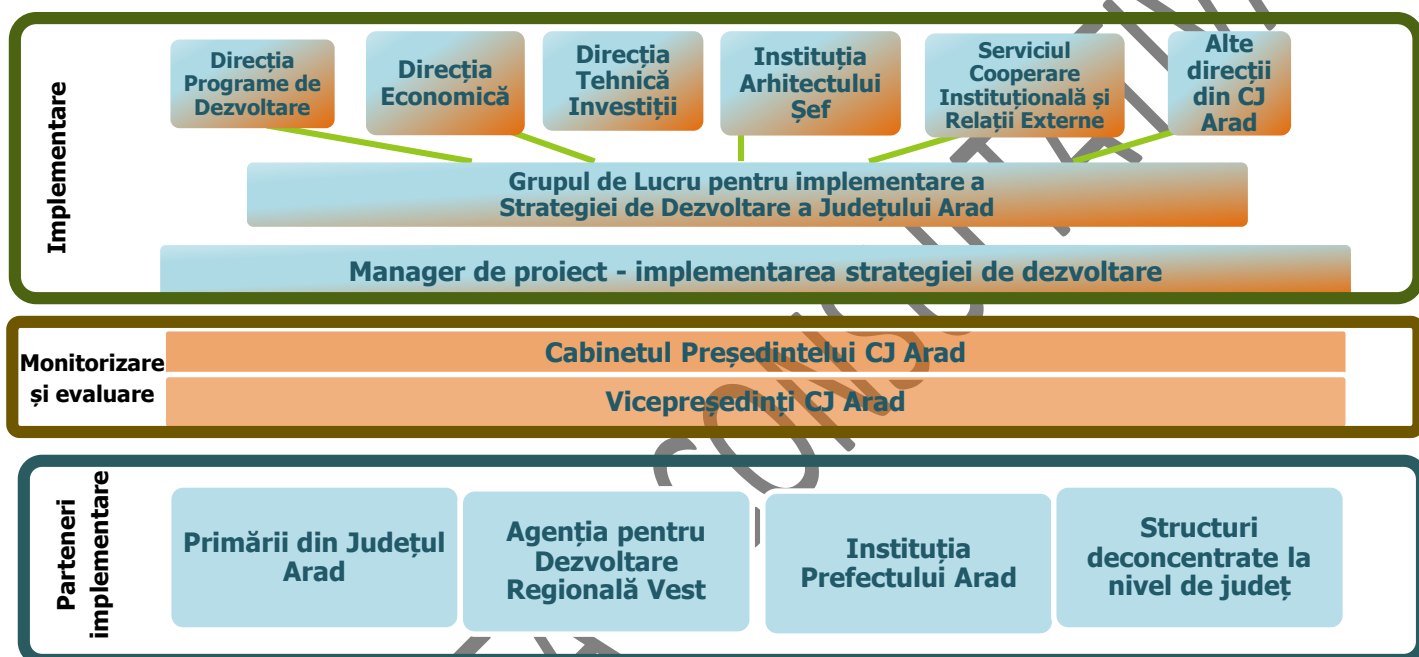 Implementare
Direcția
Programe de
Dezvoltare
Direcția
Economică
Direcția
Tehnică
Investiții
Instituția
Arhitectului
Șef
Serviciul
Cooperare
Instituțională și
Relații Externe
Alte
direcții
din CJ
Arad
Grupul de Lucru pentru implementare a
Strategiei de Dezvoltare a Județului Arad
Manager de proiect - implementarea strategiei de dezvoltare
Monitorizare
și evaluare
Cabinetul Președintelui CJ Arad
Vicepreședinți CJ Arad
Parteneri
implementare
Primării din Județul
Arad
Agenția pentru
Dezvoltare
Regională Vest
Instituția
Prefectului Arad
Structuri
deconcentrate la
nivel de județ